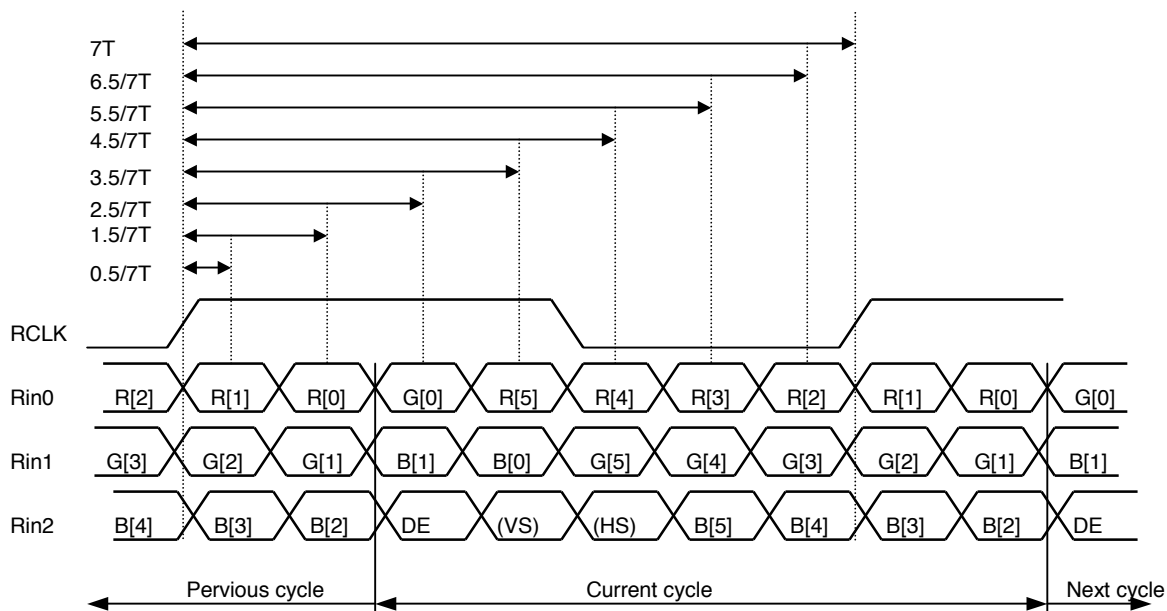 7T
6.5/7T
5.5/7T
4.5/7T
3.5/7T
2.5/7T
1.5/7T
0.5/7T
RCLK
Rin0 R[2] R[1] R[0] G[0] R[5] R[4] R[3] R[2] R[1] R[0] G[0]
Rin1 G[3] G[2] G[1] B[1] B[0] G[5] G[4] G[3] G[2] G[1] B[1]
Rin2 B[4] B[3] B[2] DE (VS) (HS) B[5] B[4] B[3] B[2] DE
Pervious cycle Current cycle Next cycle